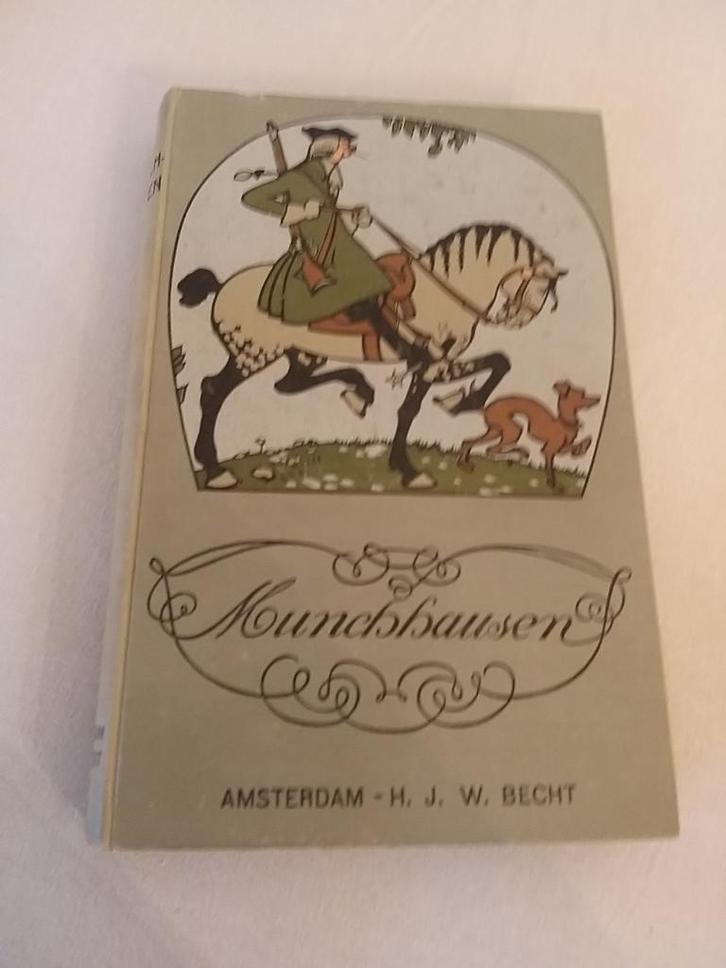 Munchhausen
AMSTERDAM - H. J. W. BECHT